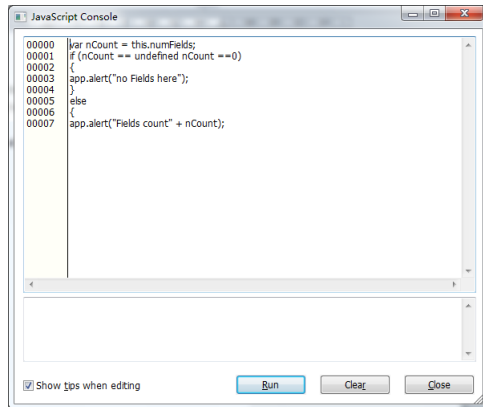 JavaScript Console
00000 var nCount = this.numFields;
00001 if (nCount == undefined nCount ==0)
00002 {
00003 app.alert("no Fields here");
00004 }
00005 else
00006 {
00007 app.alert("Fields count" + nCount);
Show tips when editing
Run
Clear
Close